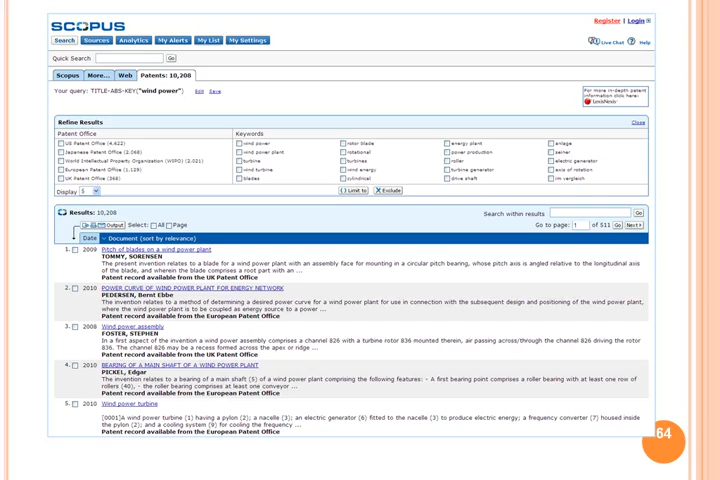 SCOPUS
Register | Login
Search Sources Analytics My Alerts My List My Settings
Live Chat Help
Quick Search Go
Scopus More... Web Patents: 10,208
Your query: TITLE-ABS-KEY("wind power") Edit Save
For more in-depth patent
information click here:
LexisNexis
Refine Results Close
Patent Office Keywords
US Patent Office (4,622) wind power rotor blade energy plant anlage
Japanese Patent Office (2,068) wind power plant rotational power production seiner
World Intellectual Property Organization (WIPO) (2,021) turbine turbines roller electric generator
European Patent Office (1,129) wind turbine wind energy turbine generator axis of rotation
UK Patent Office (368) blades cylindrical drive shaft im vergleich
Display 5 Limit to Exclude
Results: 10,208 Search within results Go
Output Select: All Page Go to page: 1 of 511 Go Next
Date Document (sort by relevance)
1. 2009 Pitch of blades on a wind power plant
TOMMY, SORENSEN
The present invention relates to a blade for a wind power plant with an assembly face for mounting in a circular pitch bearing, whose pitch axis is angled relative to the longitudinal axis
of the blade, and wherein the blade comprises a root part with an ...
Patent record available from the UK Patent Office
2. 2010 POWER CURVE OF WIND POWER PLANT FOR ENERGY NETWORK
PEDERSEN, Bernt Ebbe
The invention relates to a method of determining a desired power curve for a wind power plant for use in connection with the subsequent design and positioning of the wind power plant,
where the wind power plant is to be coupled as energy source to a power ...
Patent record available from the European Patent Office
3. 2008 Wind power assembly
FOSTER, STEPHEN
In a first aspect of the invention a wind power assembly comprises a channel 826 with a turbine rotor 836 mounted therein, air passing across/through the channel 826 driving the rotor
836. The channel 826 may be a recess formed across the apex or ridge ...
Patent record available from the UK Patent Office
4. 2010 BEARING OF A MAIN SHAFT OF A WIND POWER PLANT
PICKEL, Edgar
The invention relates to a bearing of a main shaft (5) of a wind power plant comprising the following features: - A first bearing point comprises a roller bearing with at least one row of
rollers (40), - the roller bearing comprises at least one conveyor ...
Patent record available from the European Patent Office
5. 2010 Wind power turbine
[0001]A wind power turbine (1) having a pylon (2); a nacelle (3); an electric generator (6) fitted to the nacelle (3) to produce electric energy; a frequency converter (7) housed inside
the pylon (2); and a cooling system (9) for cooling the frequency ...
Patent record available from the European Patent Office
64